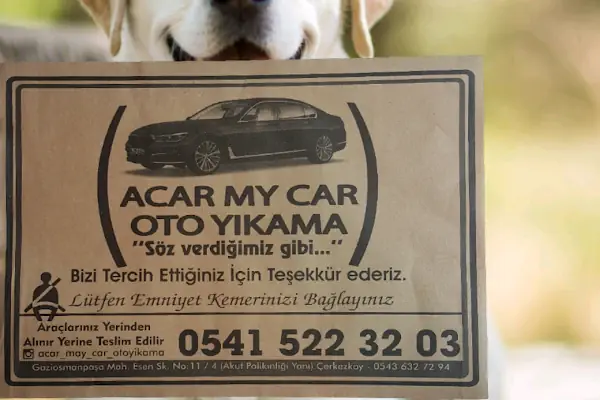 ACAR MY CAR
OTO YIKAMA
"Söz verdiğimiz gibi..."
Bizi Tercih Ettiğiniz İçin Teşekkür ederiz.
Lütfen Emniyet Kemerinizi Bağlayınız
Araçlarınız Yerinden
Alınır Yerine Teslim Edilir
acar_may_car_otoyikama
0541 522 32 03
Gaziosmanpaşa Mah. Esen Sk. No:11 / 4 (Akut Polikinliği Yanı) Çerkezköy - 0543 632 72 94